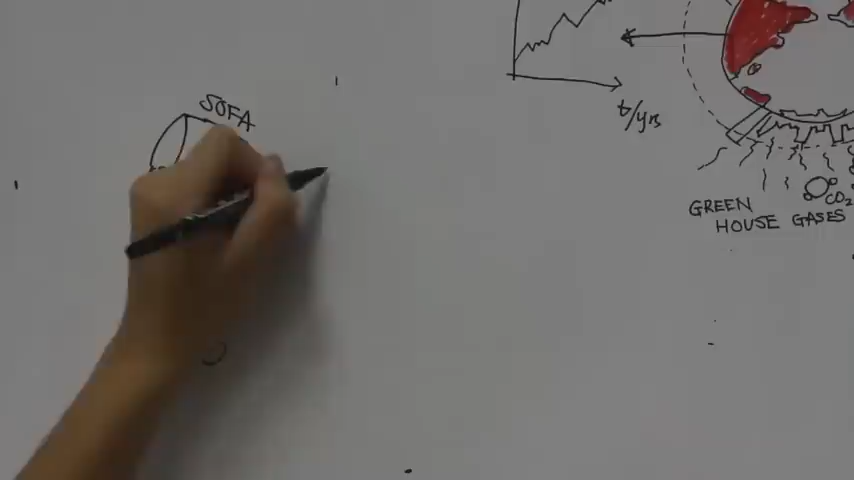 SOFA
t/yrs
GREEN
HOUSE GASES
CO2